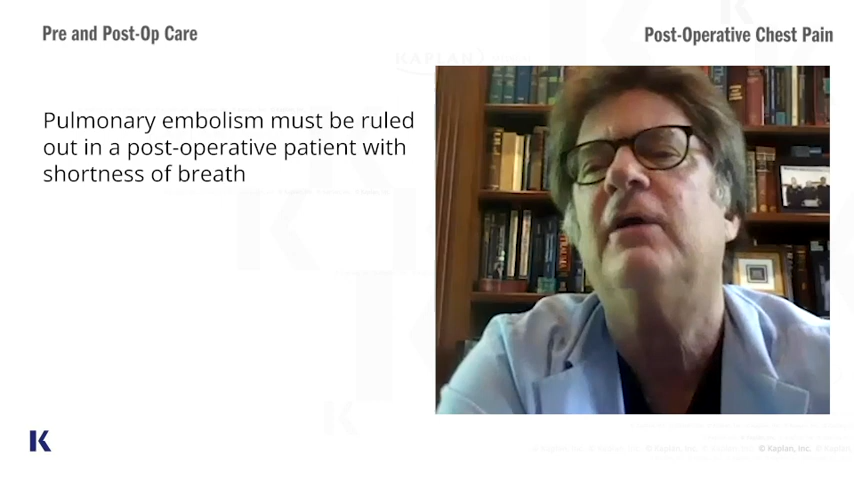 Pre and Post-Op Care
Post-Operative Chest Pain
Pulmonary embolism must be ruled
out in a post-operative patient with
shortness of breath
© Kaplan, Inc.